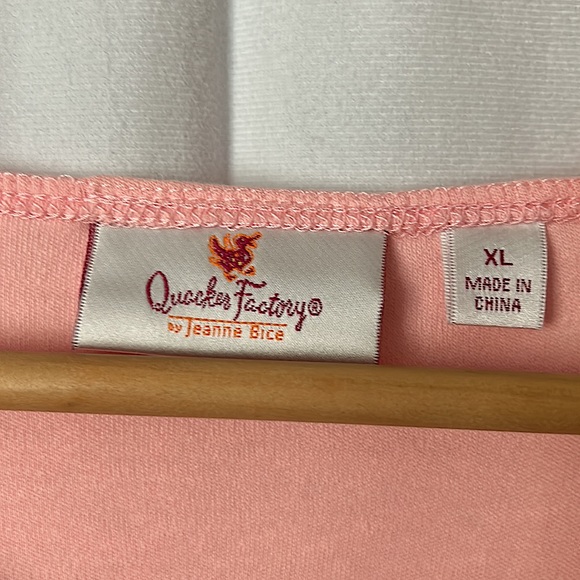 Quacker Factory®
by Jeanne Bice
XL
MADE IN
CHINA